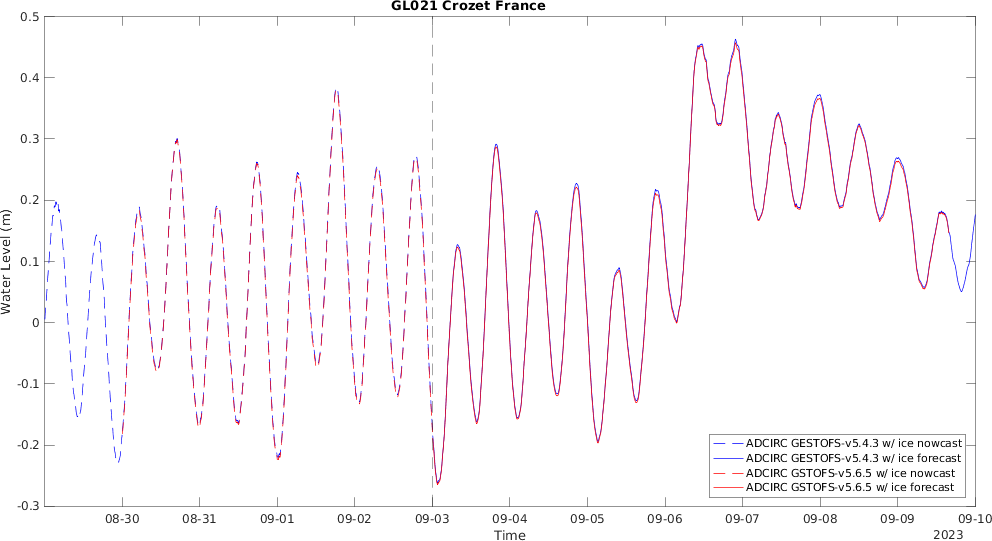 GL021 Crozet France
0.5
0.4
0.3
0.2
0.1
0
-0.1
-0.2
-0.3
Water Level (m)
08-30 08-31 09-01 09-02 09-03 09-04 09-05 09-06 09-07 09-08 09-09 09-10
Time
2023
ADCIRC GESTOFS-v5.4.3 w/ ice nowcast
ADCIRC GESTOFS-v5.4.3 w/ ice forecast
ADCIRC GSTOFS-v5.6.5 w/ ice nowcast
ADCIRC GSTOFS-v5.6.5 w/ ice forecast